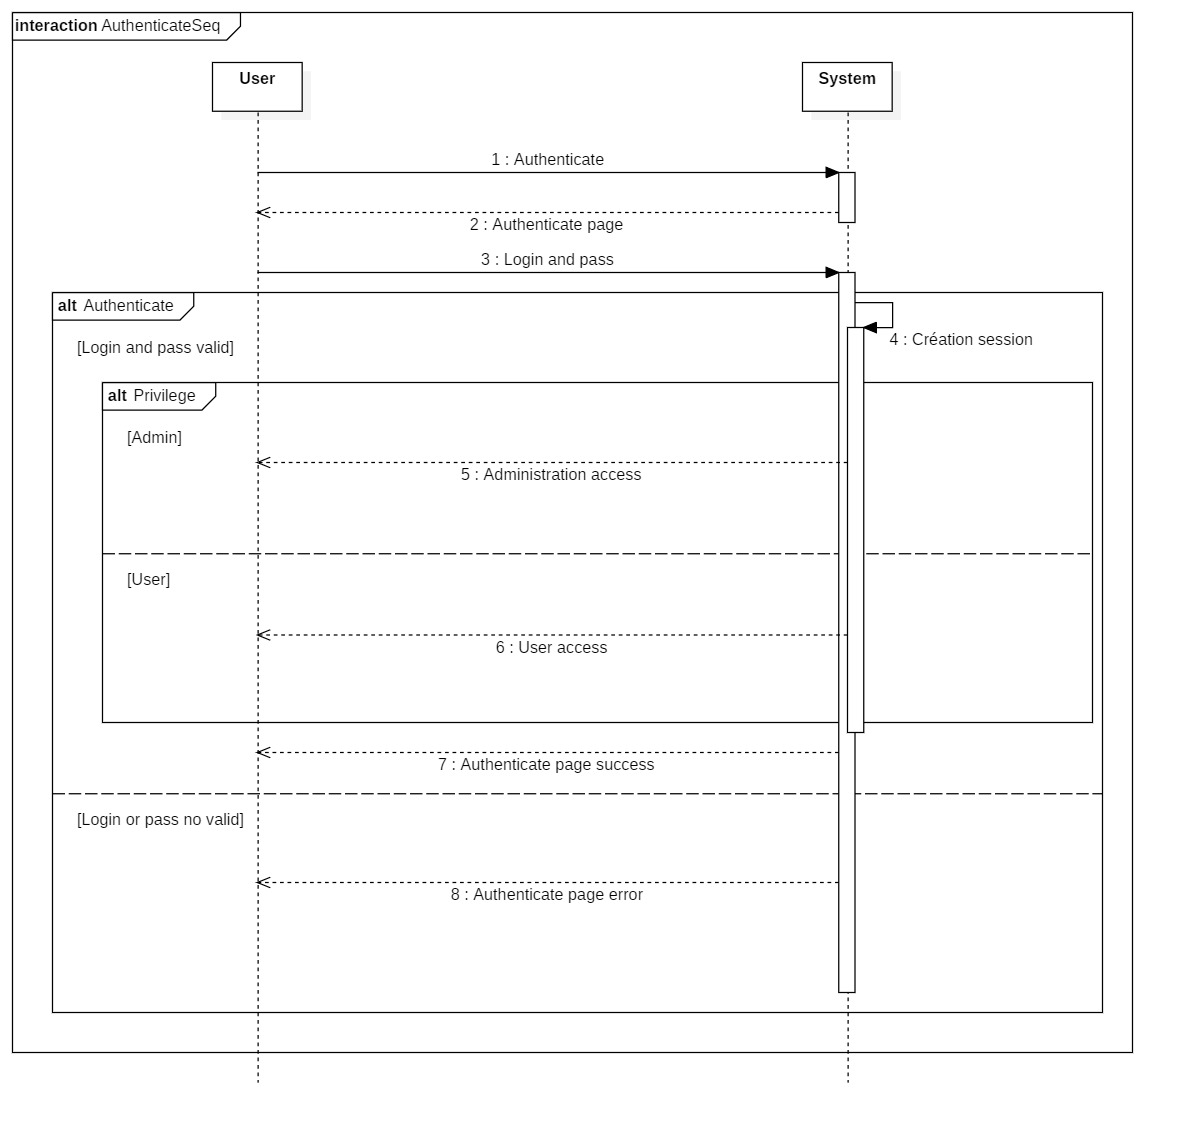 interaction AuthenticateSeq
User
System
1 : Authenticate
2 : Authenticate page
3 : Login and pass
alt Authenticate
4 : Création session
[Login and pass valid]
alt Privilege
[Admin]
5 : Administration access
[User]
6 : User access
7 : Authenticate page success
[Login or pass no valid]
8 : Authenticate page error